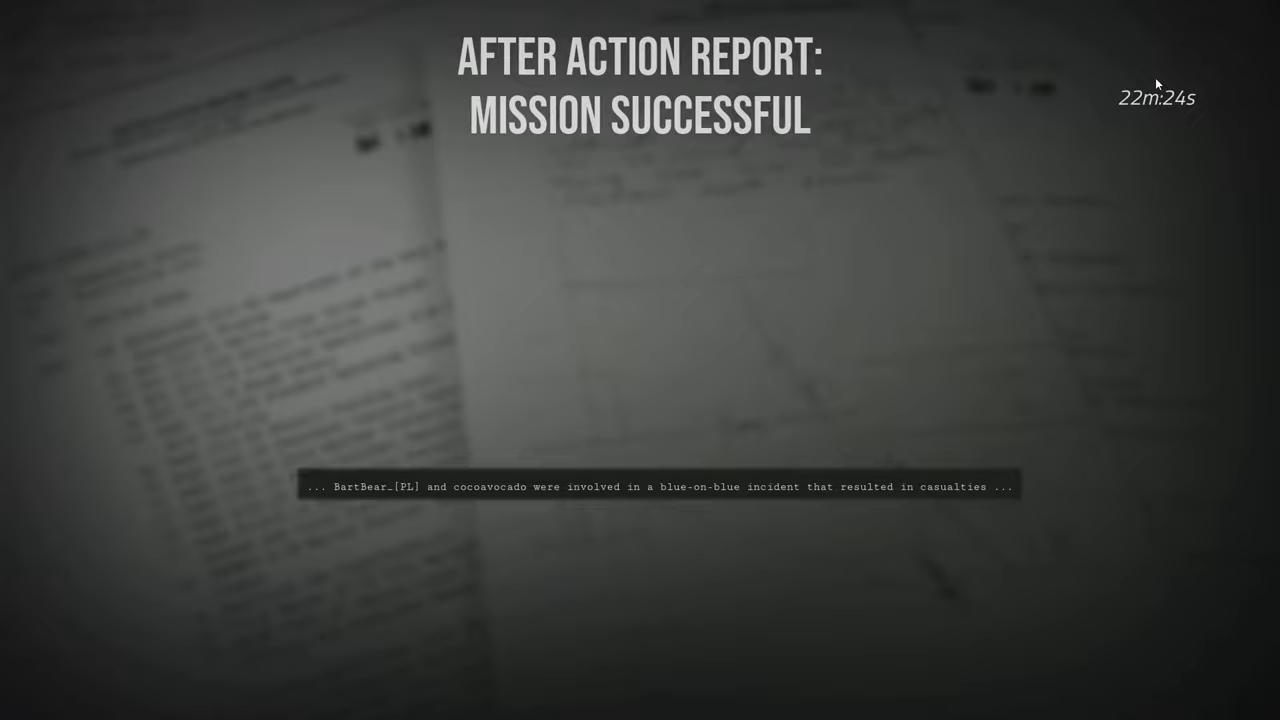 AFTER ACTION REPORT:
MISSION SUCCESSFUL
22m:24s
... BartBear_[PL] and cocoavocado were involved in a blue-on-blue incident that resulted in casualties ...